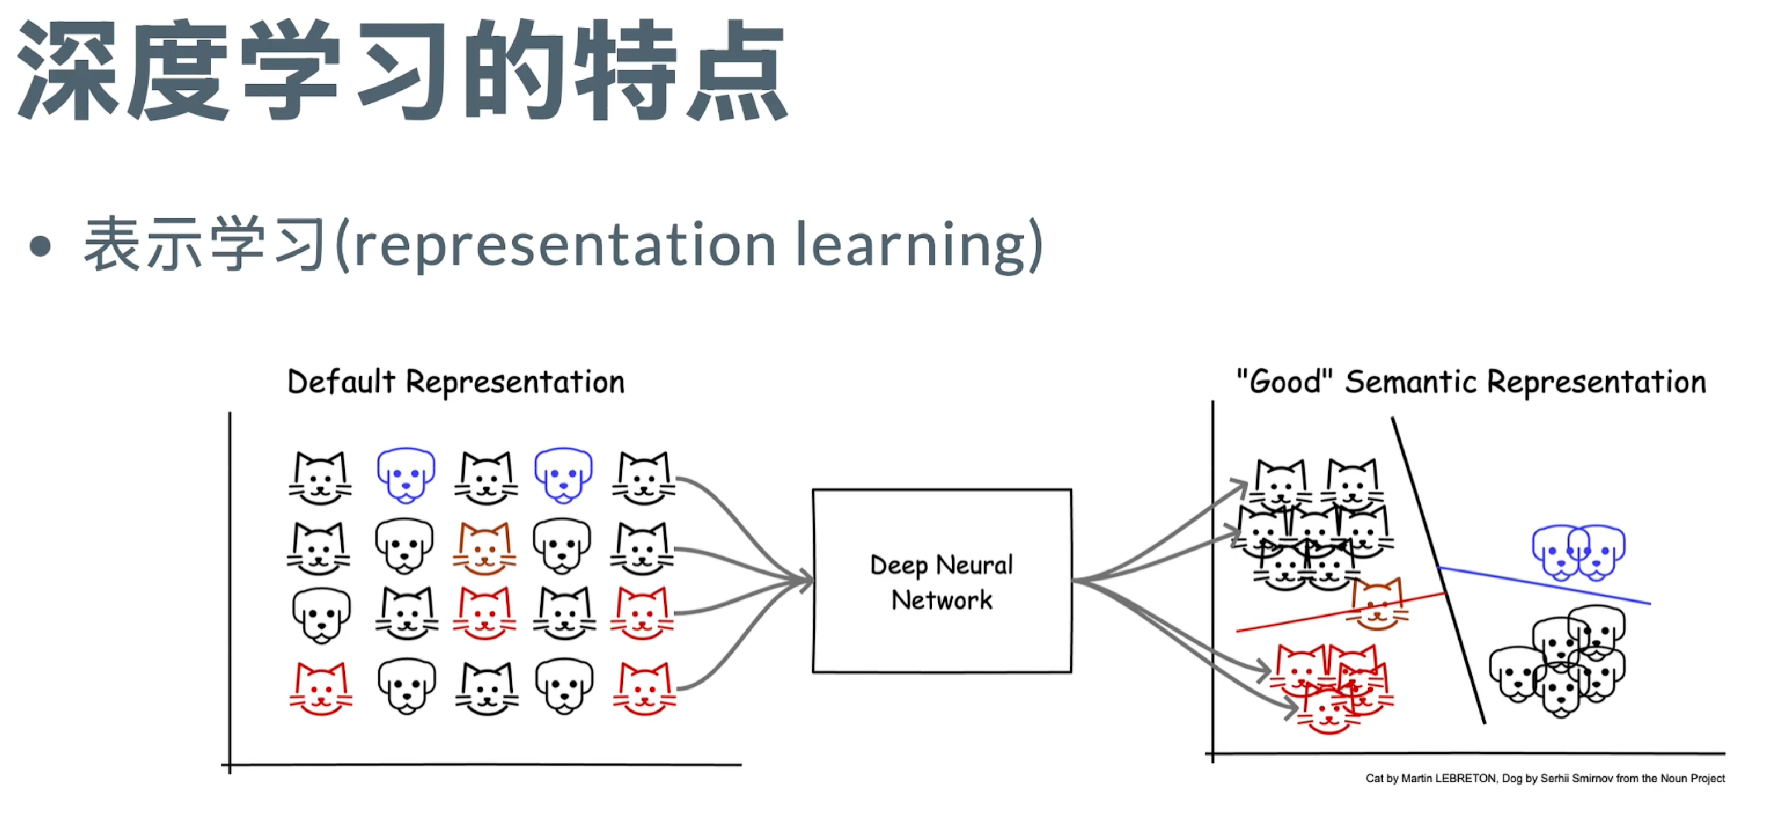 深度学习的特点
• 表示学习(representation learning)
Default Representation
"Good" Semantic Representation
Deep Neural
Network
Cat by Martin LEBRETON, Dog by Serhii Smirnov from the Noun Project